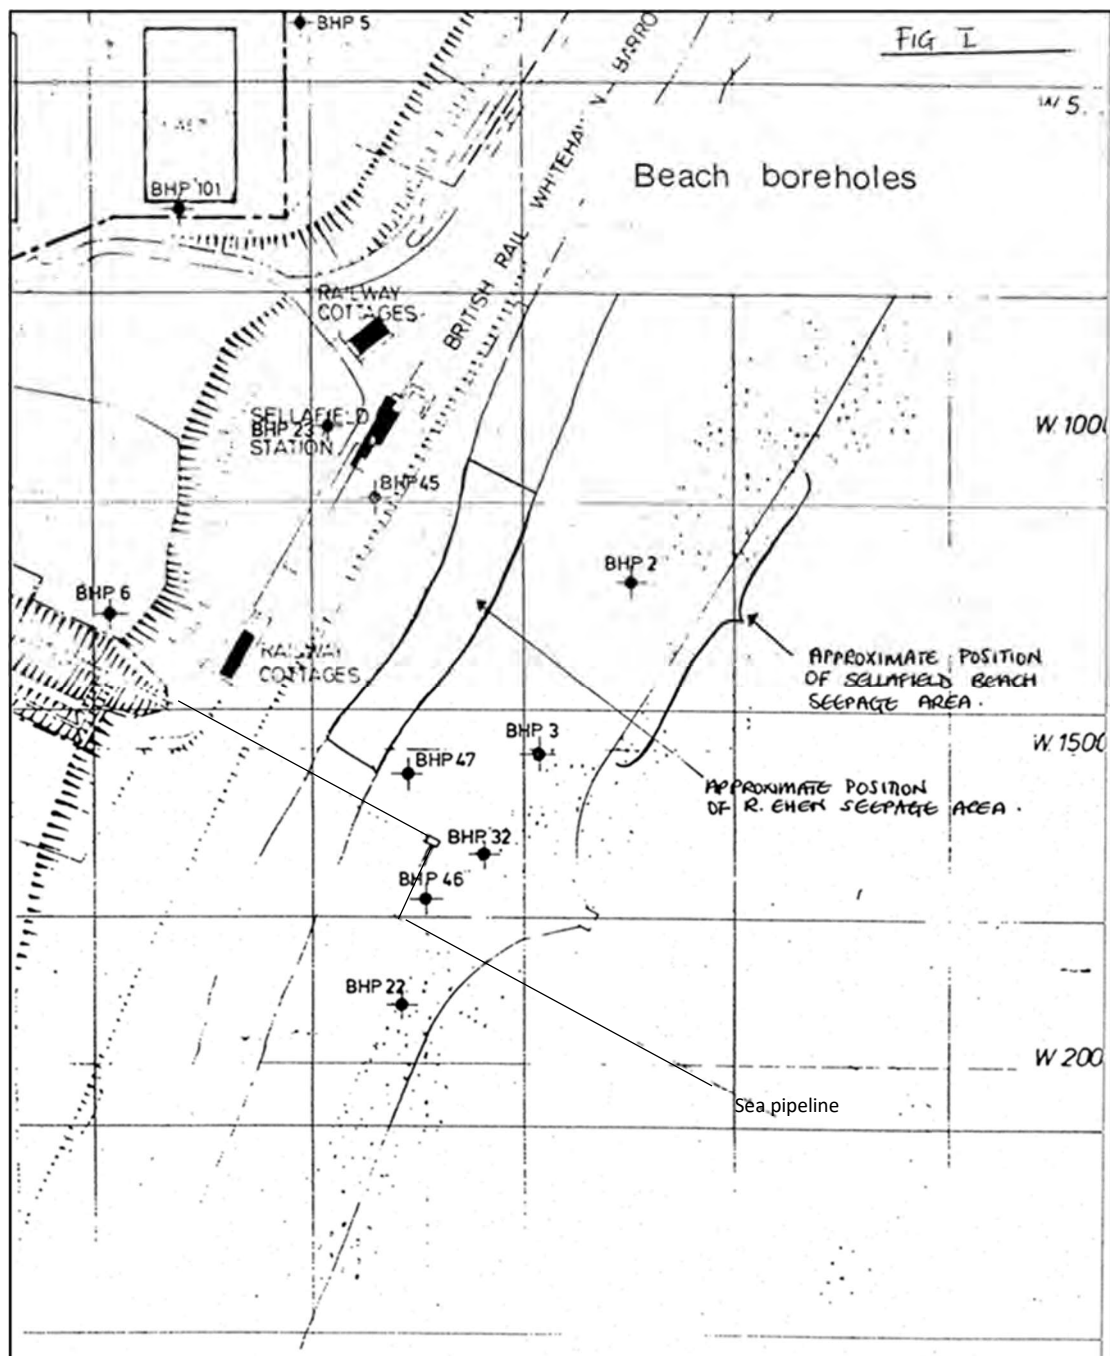 BHP 5
FIG I
W 5
BHP 101
Beach boreholes
BRITISH RAIL WHITEHAVEN - BARRO
RAILWAY
COTTAGES
SELLAFIELD
BHP 23
STATION
W 1000
BHP 45
BHP 2
BHP 6
RAILWAY
COTTAGES
APPROXIMATE POSITION
OF SELLAFIELD BEACH
SEEPAGE AREA.
BHP 3
W 1500
BHP 47
APPROXIMATE POSITION
OF R. EHEN SEEPAGE AREA.
BHP 32
BHP 46
BHP 22
W 200
Sea pipeline